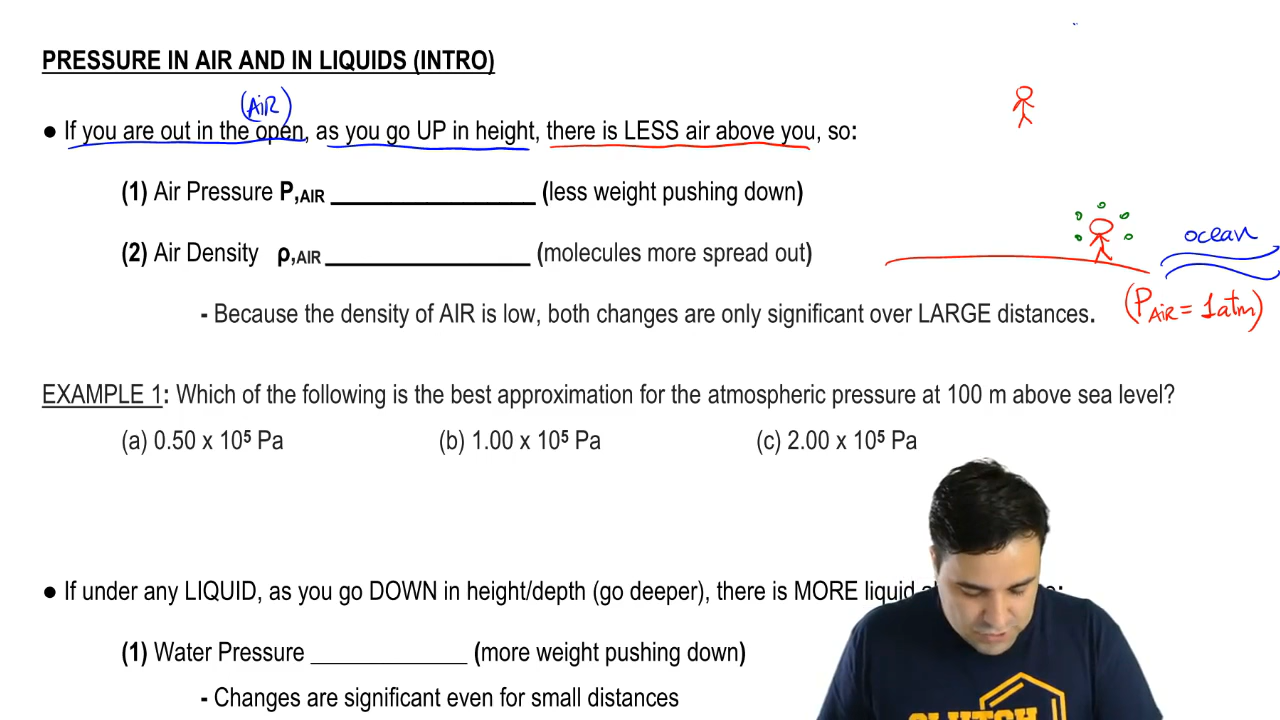 PRESSURE IN AIR AND IN LIQUIDS (INTRO)
(AiR)
● If you are out in the open, as you go UP in height, there is LESS air above you, so:
(1) Air Pressure P,AIR _______________ (less weight pushing down)
(2) Air Density ρ,AIR _______________ (molecules more spread out)
ocean
- Because the density of AIR is low, both changes are only significant over LARGE distances.
(PAiR = 1atm)
EXAMPLE 1: Which of the following is the best approximation for the atmospheric pressure at 100 m above sea level?
(a) 0.50 x 10⁵ Pa (b) 1.00 x 10⁵ Pa (c) 2.00 x 10⁵ Pa
● If under any LIQUID, as you go DOWN in height/depth (go deeper), there is MORE liquid
(1) Water Pressure ____________ (more weight pushing down)
- Changes are significant even for small distances
CLUTCH